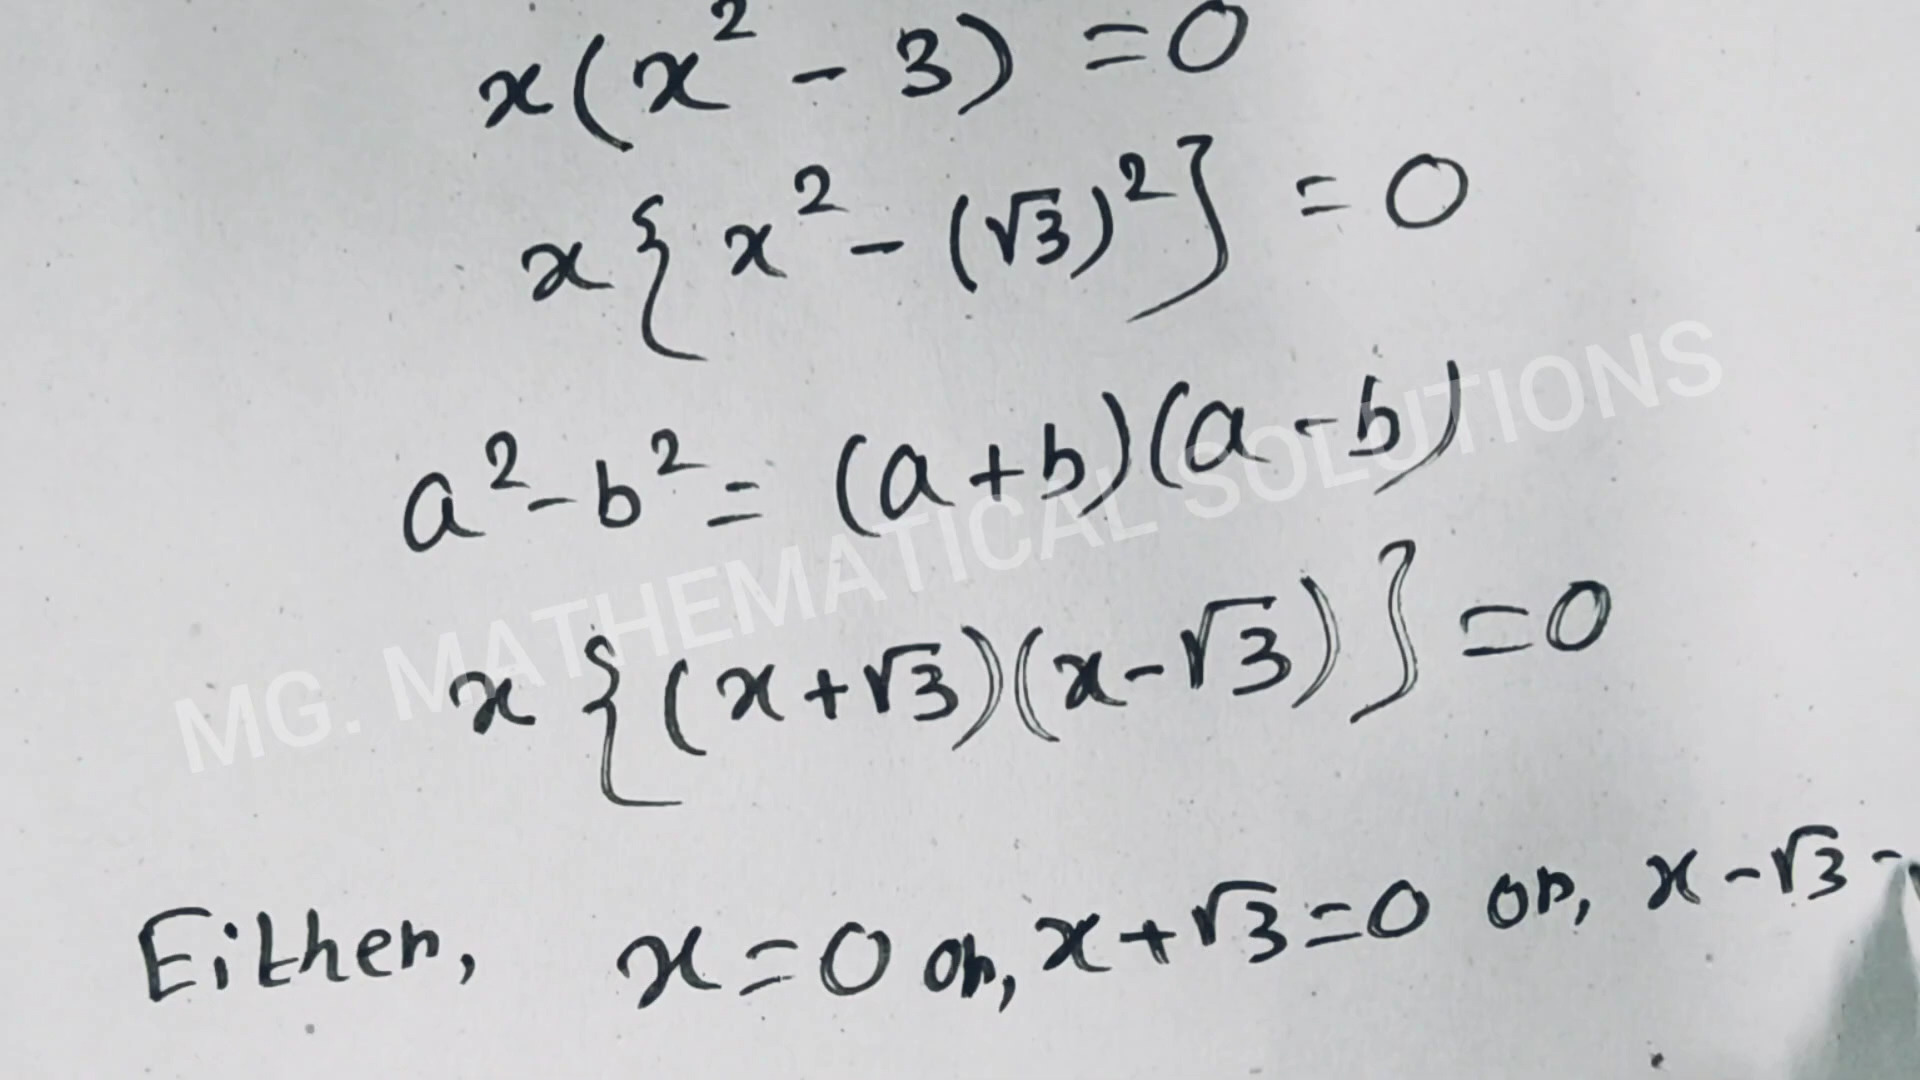 x(x² - 3) = 0
x{x² - (√3)²} = 0
a² - b² = (a + b)(a - b)
x{(x + √3)(x - √3)} = 0
Either, x = 0 or, x + √3 = 0 or, x - √3 -
MG. MATHEMATICAL SOLUTIONS